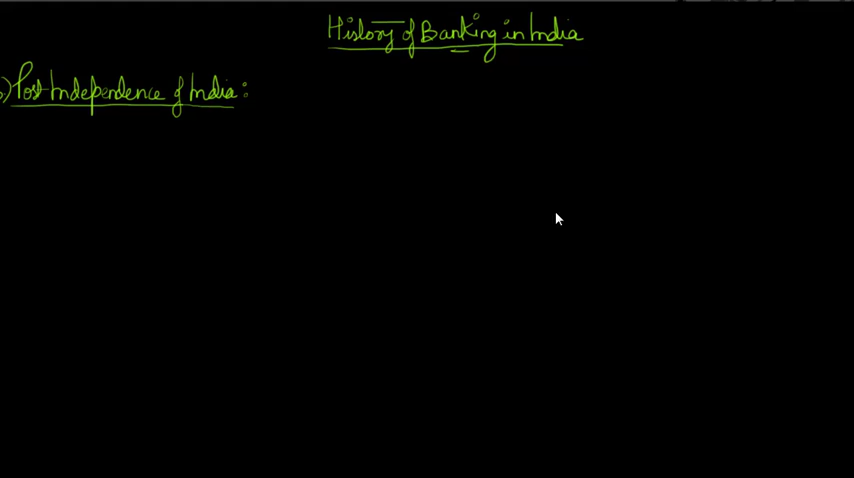 History of Banking in India
) Post Independence of India :